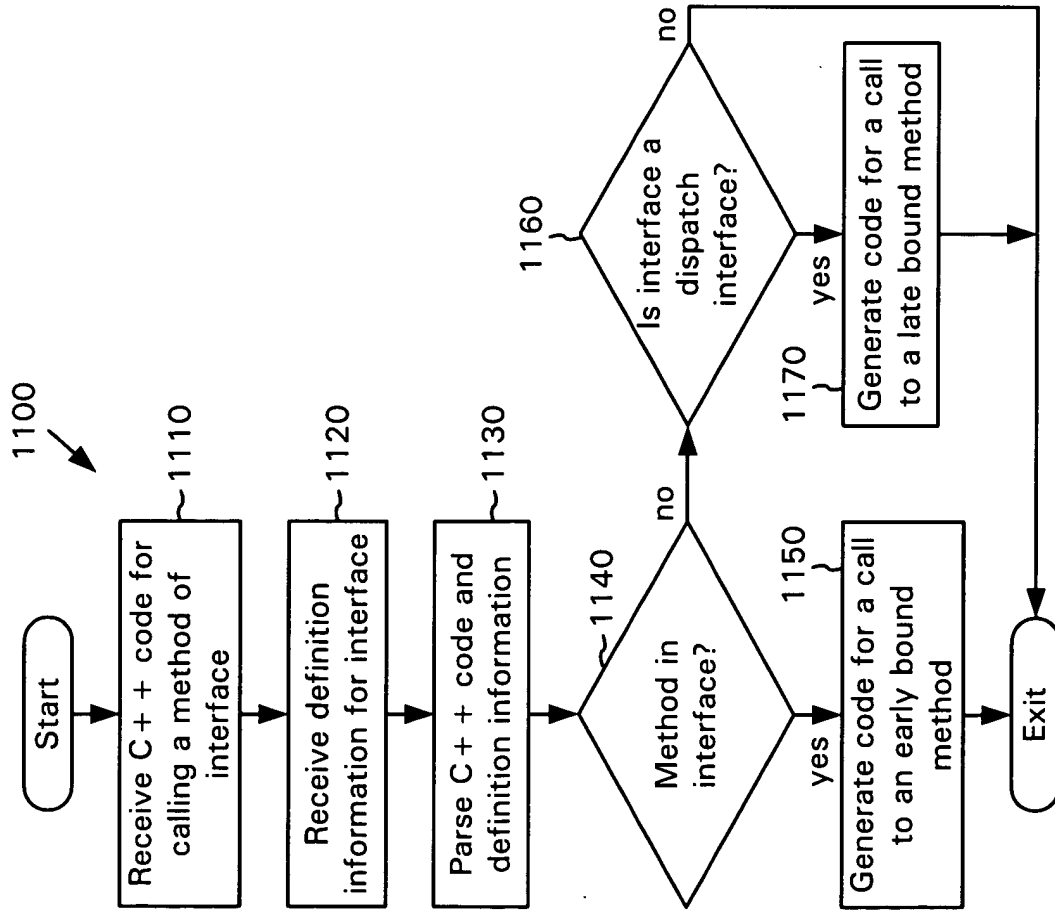 1100
Start
Receive C++ code for
calling a method of
interface
1110
Receive definition
information for interface
1120
Parse C++ code and
definition information
1130
Method in
interface?
1140
no
yes
Generate code for a call
to an early bound
method
1150
Is interface a
dispatch
interface?
1160
no
yes
Generate code for a call
to a late bound method
1170
Exit